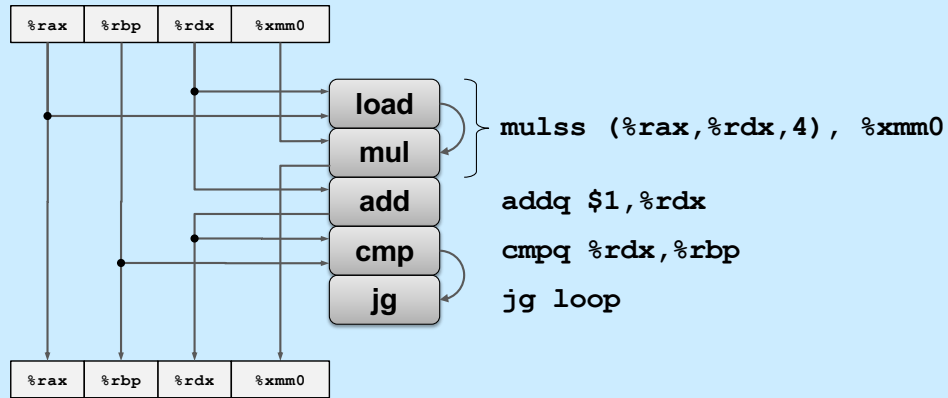 %rax %rbp %rdx %xmm0
load
mulss (%rax,%rdx,4), %xmm0
mul
add addq $1,%rdx
cmp cmpq %rdx,%rbp
jg jg loop
%rax %rbp %rdx %xmm0